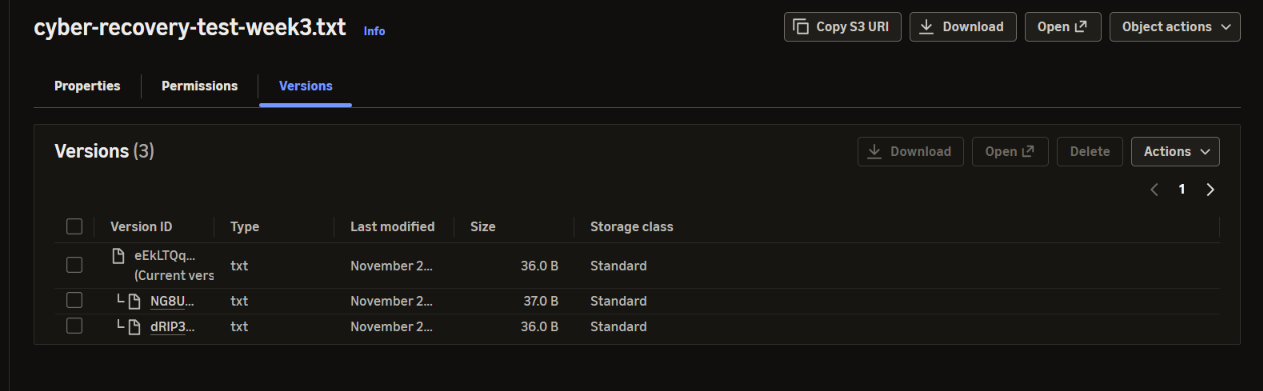 cyber-recovery-test-week3.txt Info Copy S3 URI Download Open Object actions
Properties Permissions Versions
Versions (3) Download Open Delete Actions
1
Version ID Type Last modified Size Storage class
eEkLTQq...
(Current vers txt November 2... 36.0 B Standard
NG8U... txt November 2... 37.0 B Standard
dRIP3... txt November 2... 36.0 B Standard